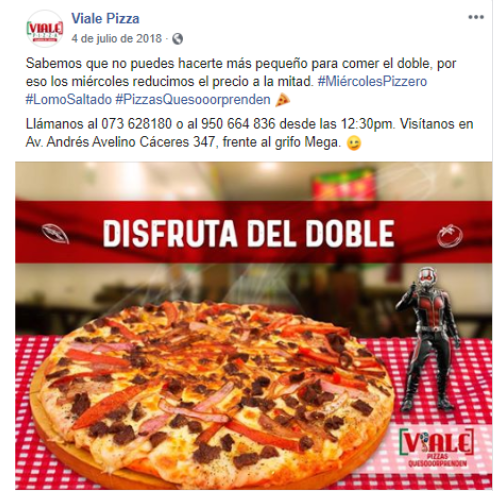 Viale Pizza
4 de julio de 2018 ·
Sabemos que no puedes hacerte más pequeño para comer el doble, por
eso los miércoles reducimos el precio a la mitad. #MiércolesPizzero
#LomoSaltado #PizzasQuesooorprenden 🍕
Llámanos al 073 628180 o al 950 664 836 desde las 12:30pm. Visítanos en
Av. Andrés Avelino Cáceres 347, frente al grifo Mega. 😉
DISFRUTA DEL DOBLE
VIALE
PIZZAS
QUESOOORPRENDEN